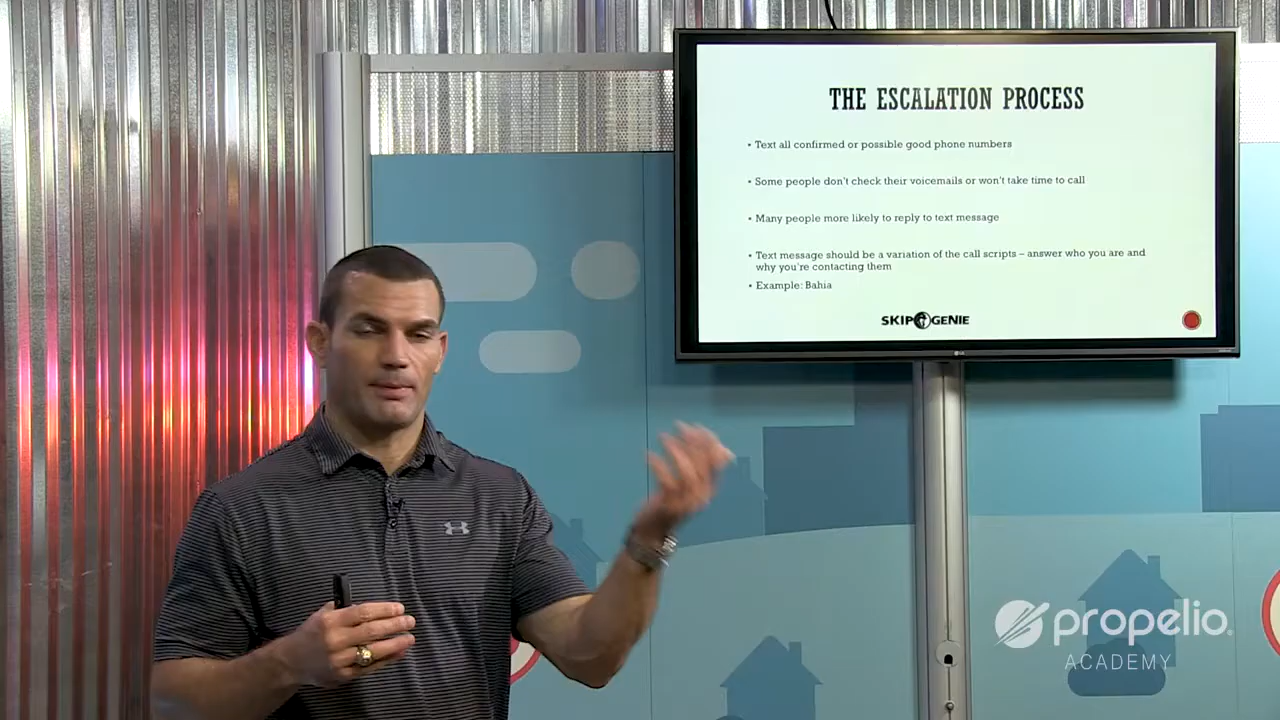 THE ESCALATION PROCESS
• Text all confirmed or possible good phone numbers
• Some people don't check their voicemails or won't take time to call
• Many people more likely to reply to text message
• Text message should be a variation of the call scripts – answer who you are and
why you're contacting them
• Example: Bahia
SKIP GENIE
LG
propelio
ACADEMY